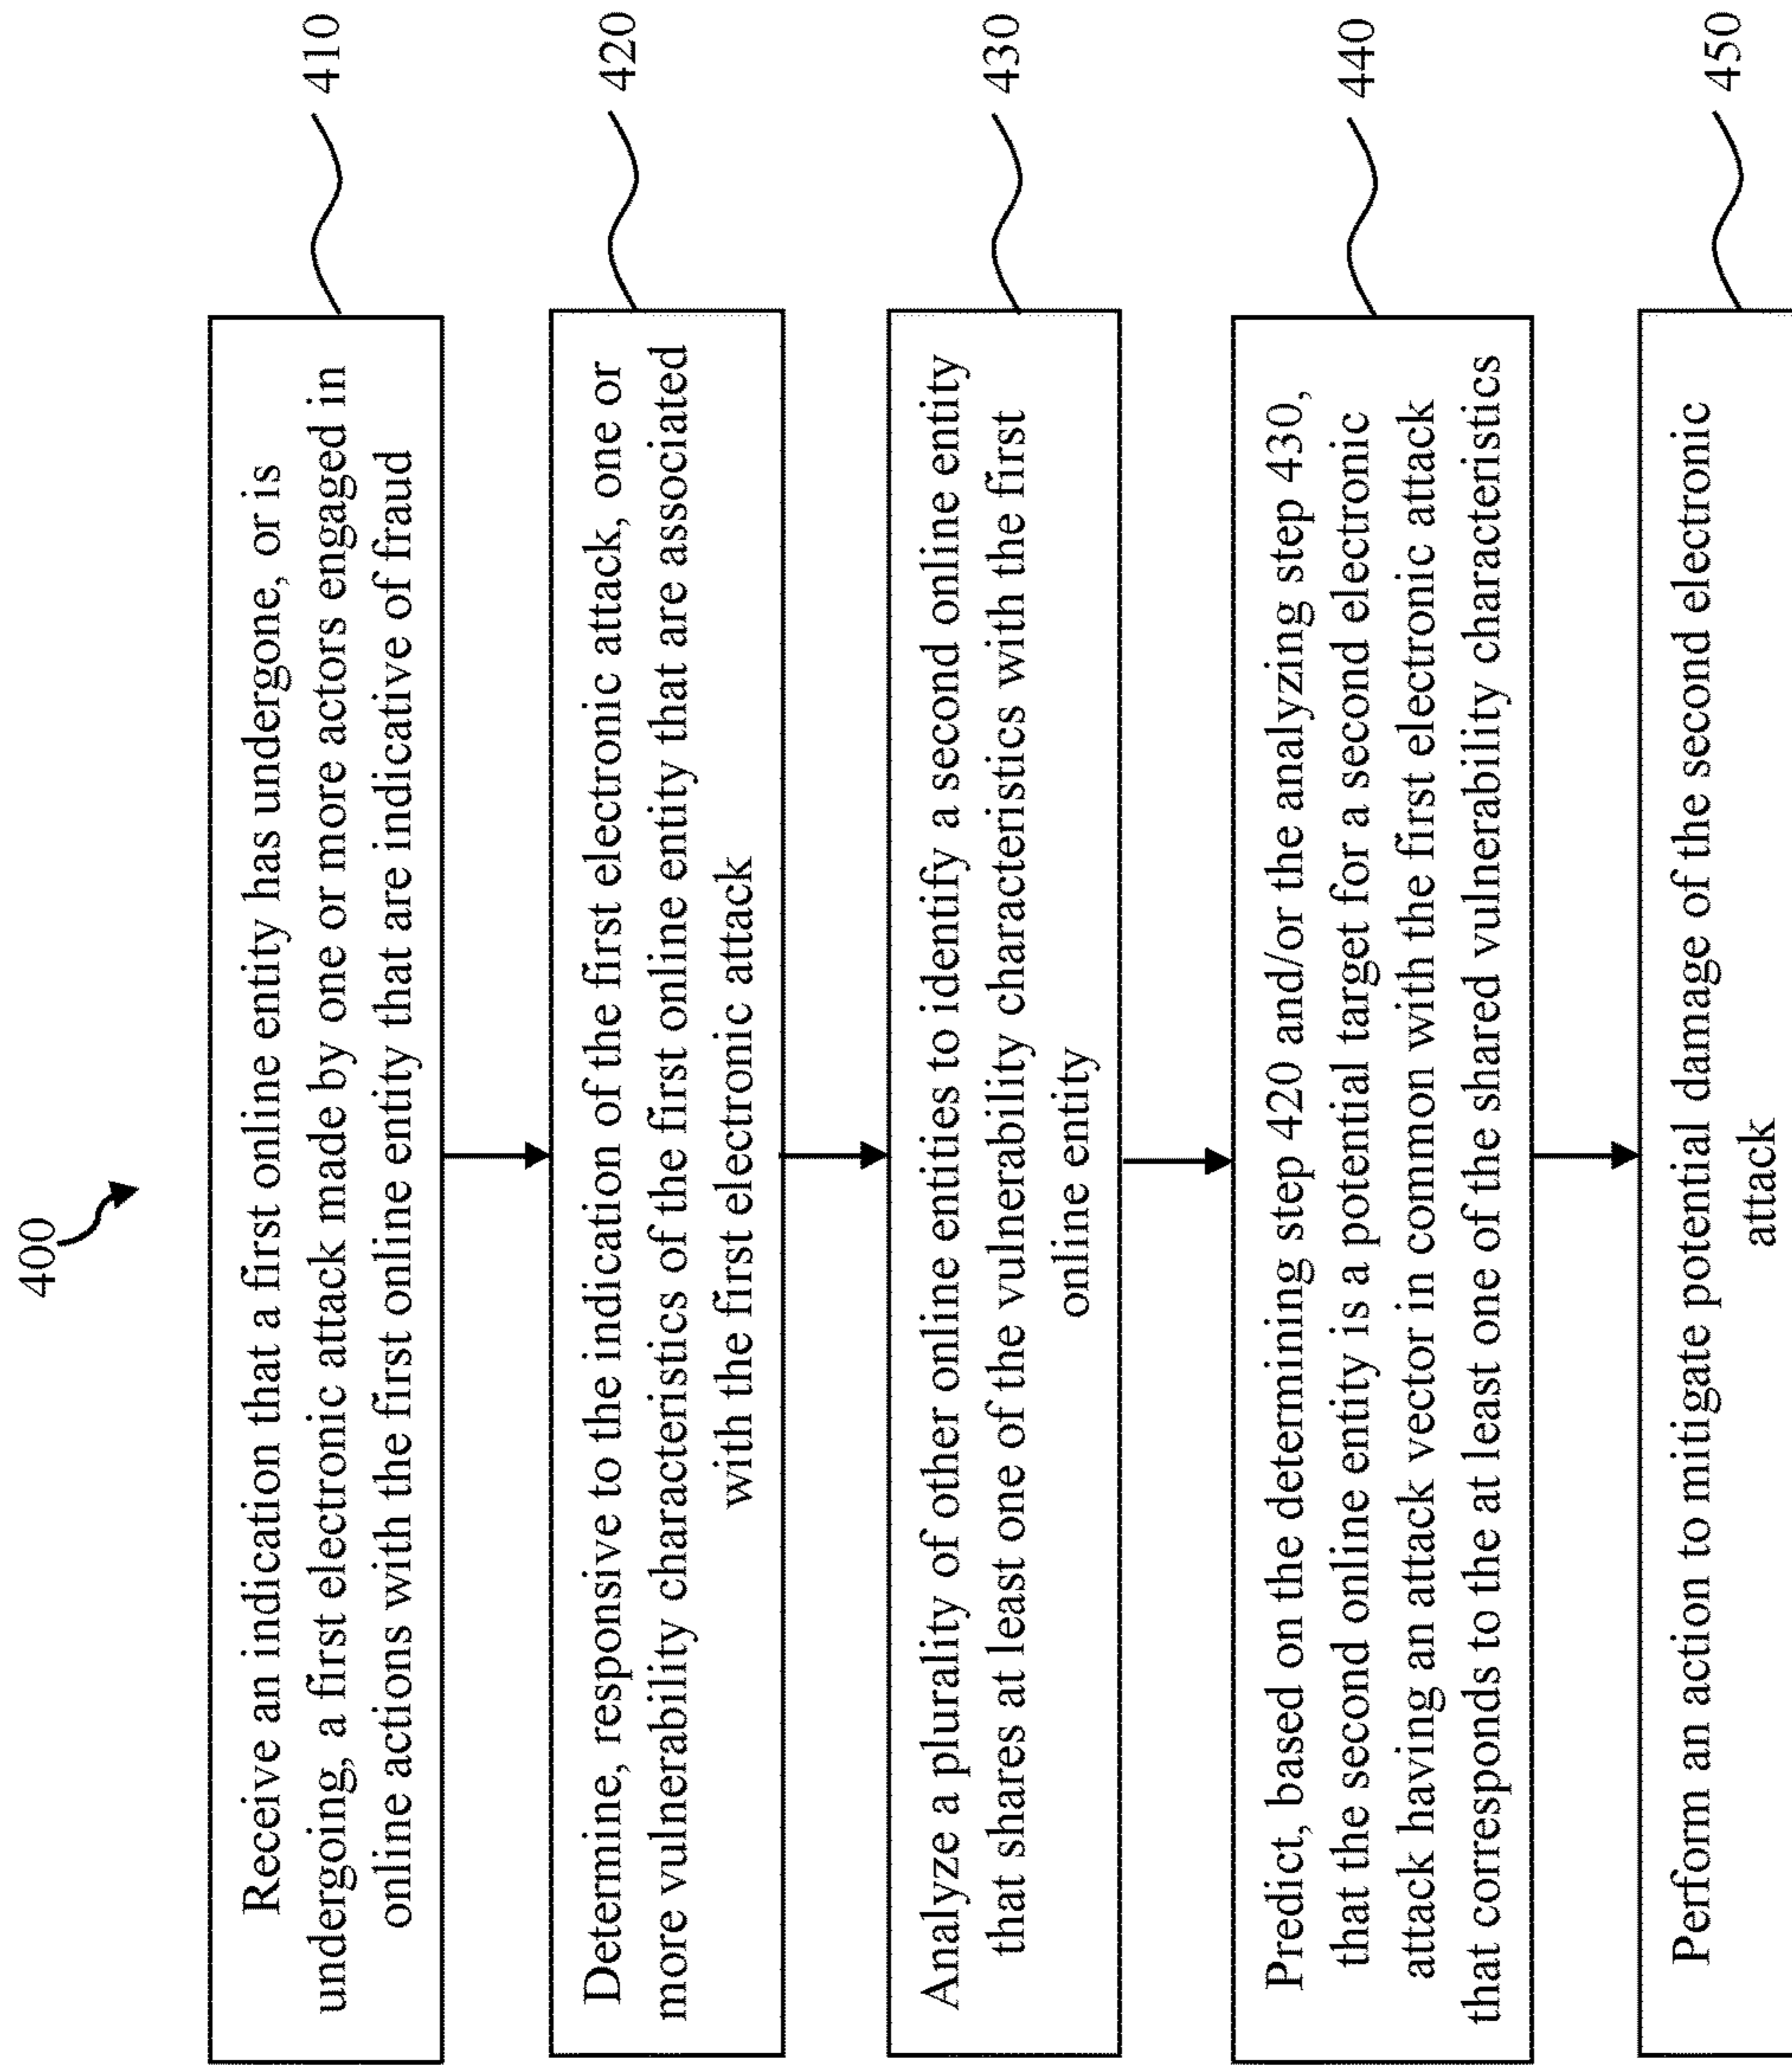 400
Receive an indication that a first online entity has undergone, or is
undergoing, a first electronic attack made by one or more actors engaged in
online actions with the first online entity that are indicative of fraud
410
Determine, responsive to the indication of the first electronic attack, one or
more vulnerability characteristics of the first online entity that are associated
with the first electronic attack
420
Analyze a plurality of other online entities to identify a second online entity
that shares at least one of the vulnerability characteristics with the first
online entity
430
Predict, based on the determining step 420 and/or the analyzing step 430,
that the second online entity is a potential target for a second electronic
attack having an attack vector in common with the first electronic attack
that corresponds to the at least one of the shared vulnerability characteristics
440
Perform an action to mitigate potential damage of the second electronic
attack
450